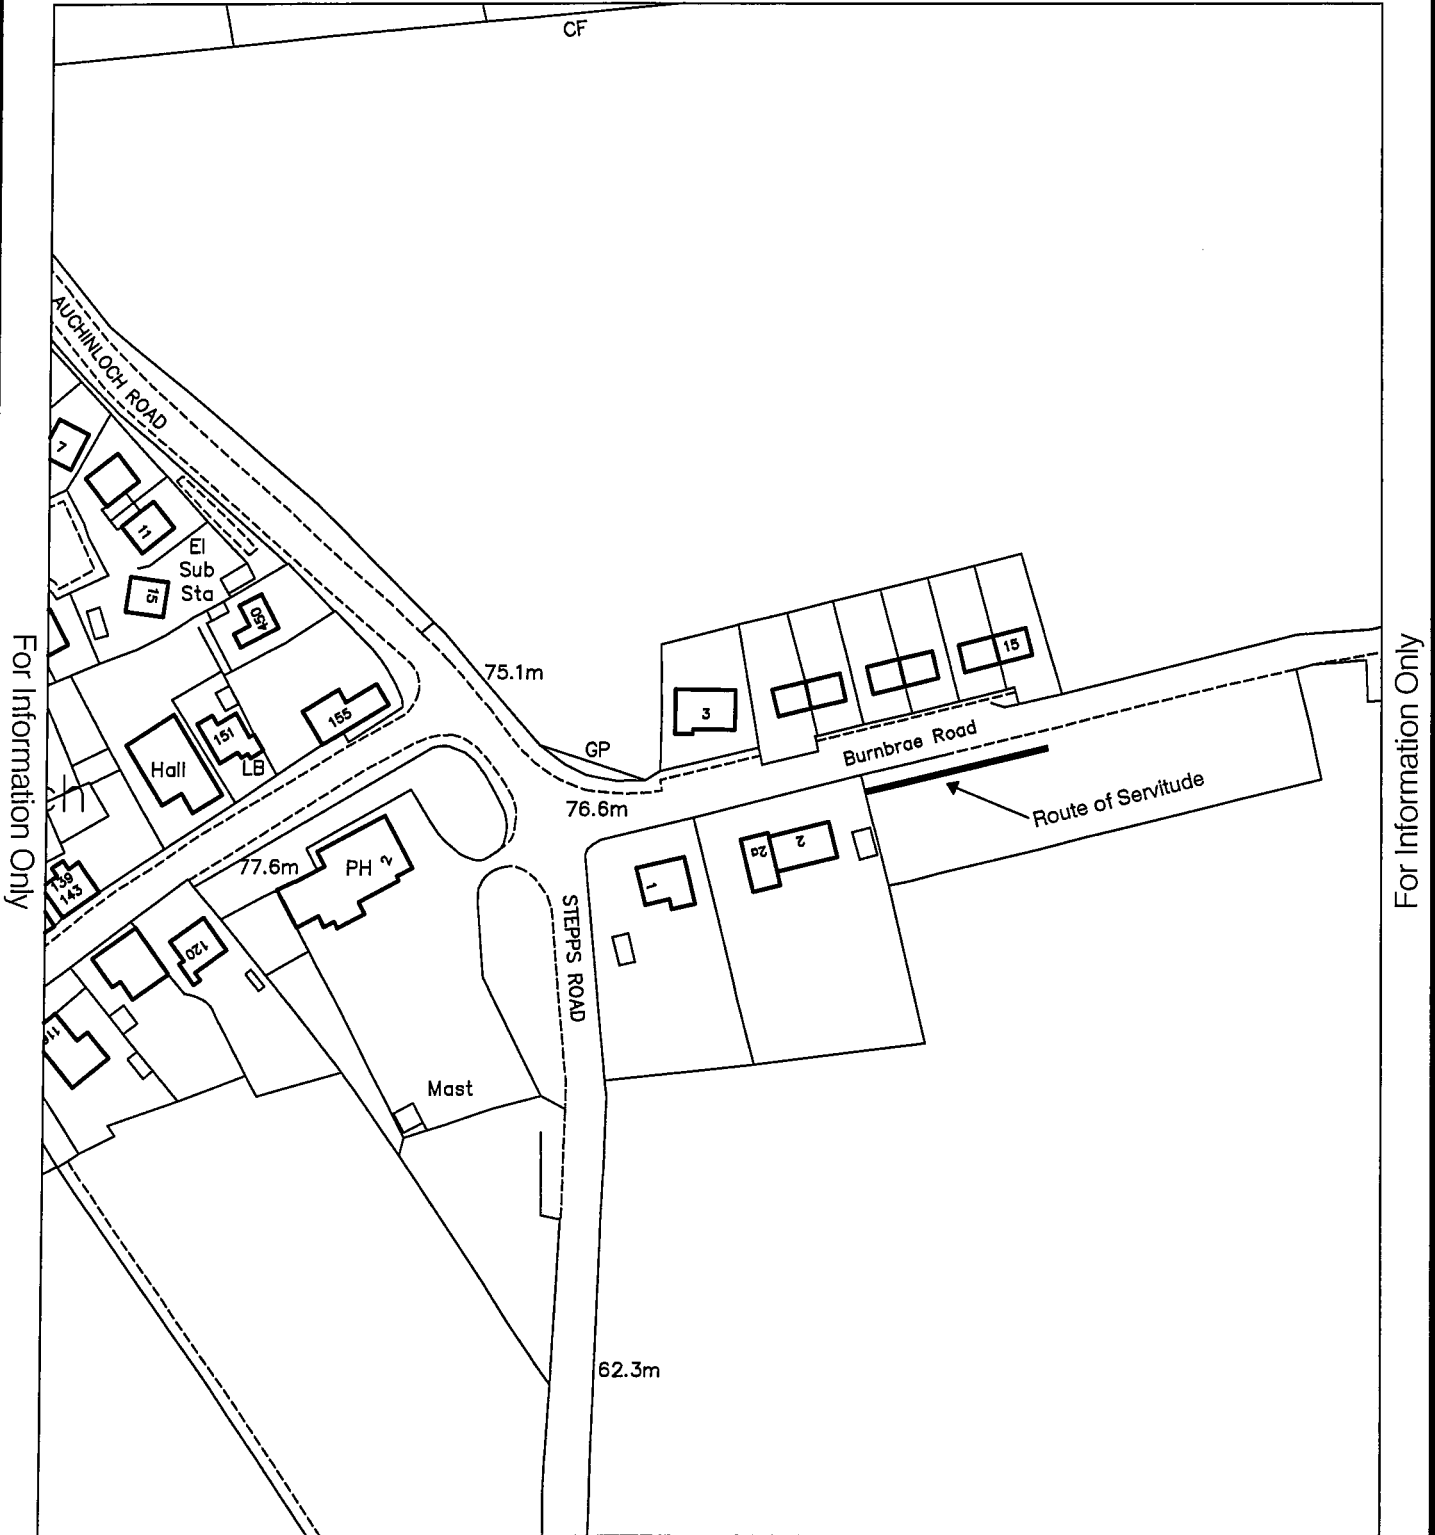 CF
AUCHINLOCH ROAD
7
11
El
Sub
Sta
15
450
For Information Only
75.1m
155
151
LB
Hall
3
15
GP
Burnbrae Road
For Information Only
76.6m
Route of Servitude
77.6m
PH
2
139
143
1
2a
2
120
STEPPS ROAD
Mast
62.3m